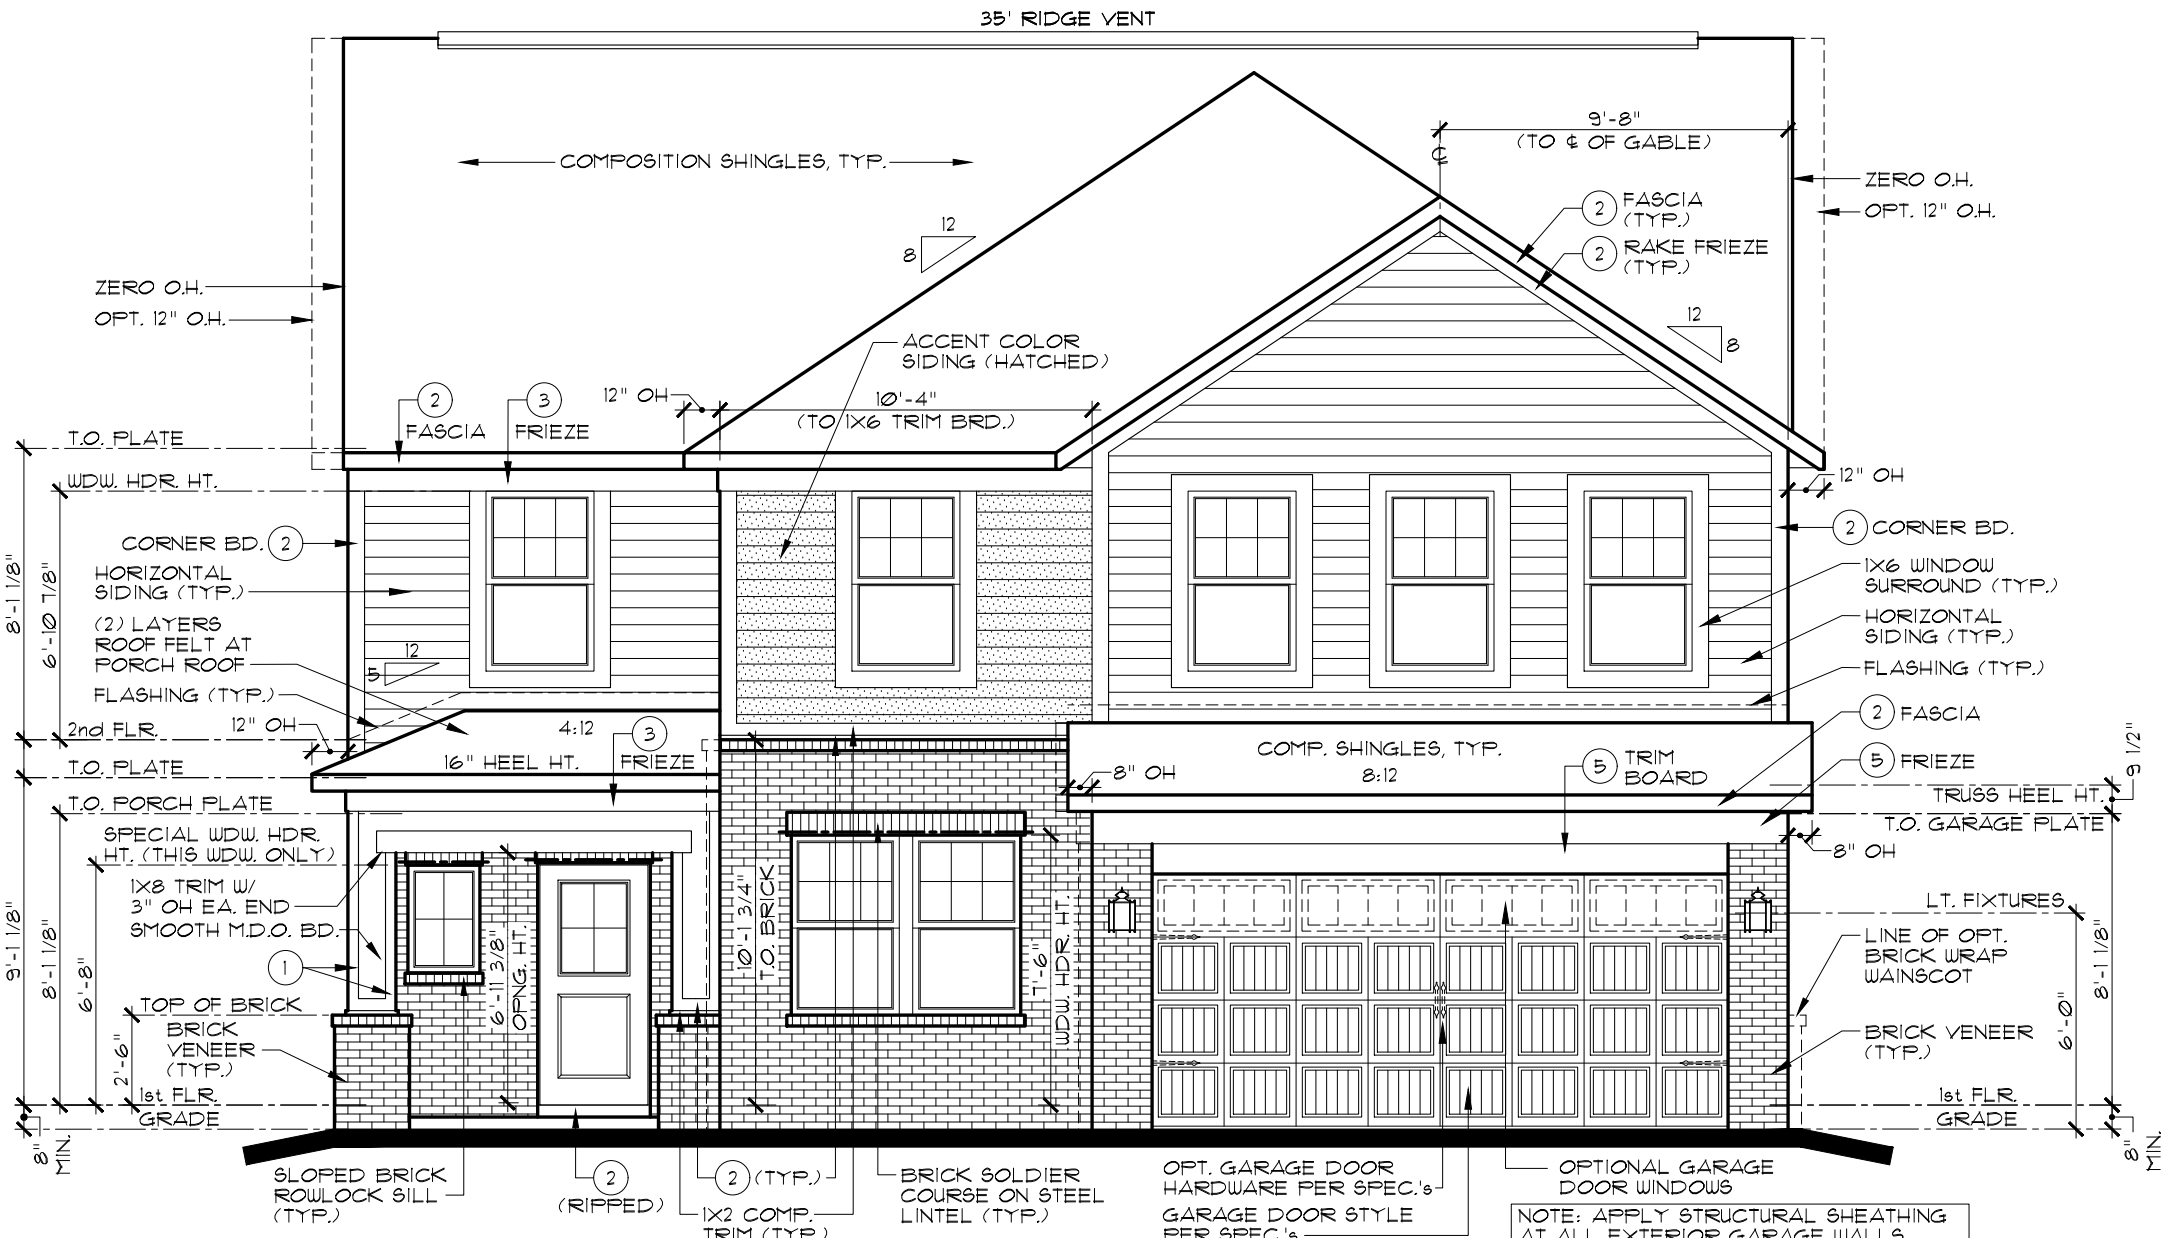 35' RIDGE VENT
9'-8"
(TO ℄ OF GABLE)
℄
COMPOSITION SHINGLES, TYP.
ZERO O.H.
OPT. 12" O.H.
2
FASCIA
(TYP.)
2
RAKE FRIEZE
(TYP.)
12
8
12
8
ZERO O.H.
OPT. 12" O.H.
ACCENT COLOR
SIDING (HATCHED)
12" OH
10'-4"
(TO 1X6 TRIM BRD.)
2
FASCIA
3
FRIEZE
T.O. PLATE
WDW. HDR. HT.
12" OH
CORNER BD. 2
2 CORNER BD.
HORIZONTAL
SIDING (TYP.)
1X6 WINDOW
SURROUND (TYP.)
(2) LAYERS
ROOF FELT AT
PORCH ROOF
HORIZONTAL
SIDING (TYP.)
12
5
FLASHING (TYP.)
FLASHING (TYP.)
8'-1 1/8"
6'-10 7/8"
2nd FLR.
12" OH
4:12
3
FRIEZE
16" HEEL HT.
2 FASCIA
COMP. SHINGLES, TYP.
8:12
5 TRIM
BOARD
5 FRIEZE
9 1/2"
T.O. PLATE
8" OH
TRUSS HEEL HT.
T.O. PORCH PLATE
T.O. GARAGE PLATE
8" OH
SPECIAL WDW. HDR.
HT. (THIS WDW. ONLY)
1X8 TRIM W/
3" OH EA. END
SMOOTH M.D.O. BD.
1
LT. FIXTURES
LINE OF OPT.
BRICK WRAP
WAINSCOT
9'-1 1/8"
8'-1 1/8"
6'-8"
2'-6"
6'-11 3/8"
OPNG. HT.
10'-1 3/4"
T.O. BRICK
7'-6"
WDW. HDR. HT.
8'-1 1/8"
6'-0"
TOP OF BRICK
BRICK
VENEER
(TYP.)
BRICK VENEER
(TYP.)
1st FLR.
GRADE
1st FLR.
GRADE
8"
MIN.
8"
MIN.
SLOPED BRICK
ROWLOCK SILL
(TYP.)
2
(RIPPED)
2 (TYP.)
1X2 COMP.
TRIM (TYP.)
BRICK SOLDIER
COURSE ON STEEL
LINTEL (TYP.)
OPT. GARAGE DOOR
HARDWARE PER SPEC.'s
GARAGE DOOR STYLE
PER SPEC.'s
OPTIONAL GARAGE
DOOR WINDOWS
NOTE: APPLY STRUCTURAL SHEATHING
AT ALL EXTERIOR GARAGE WALLS